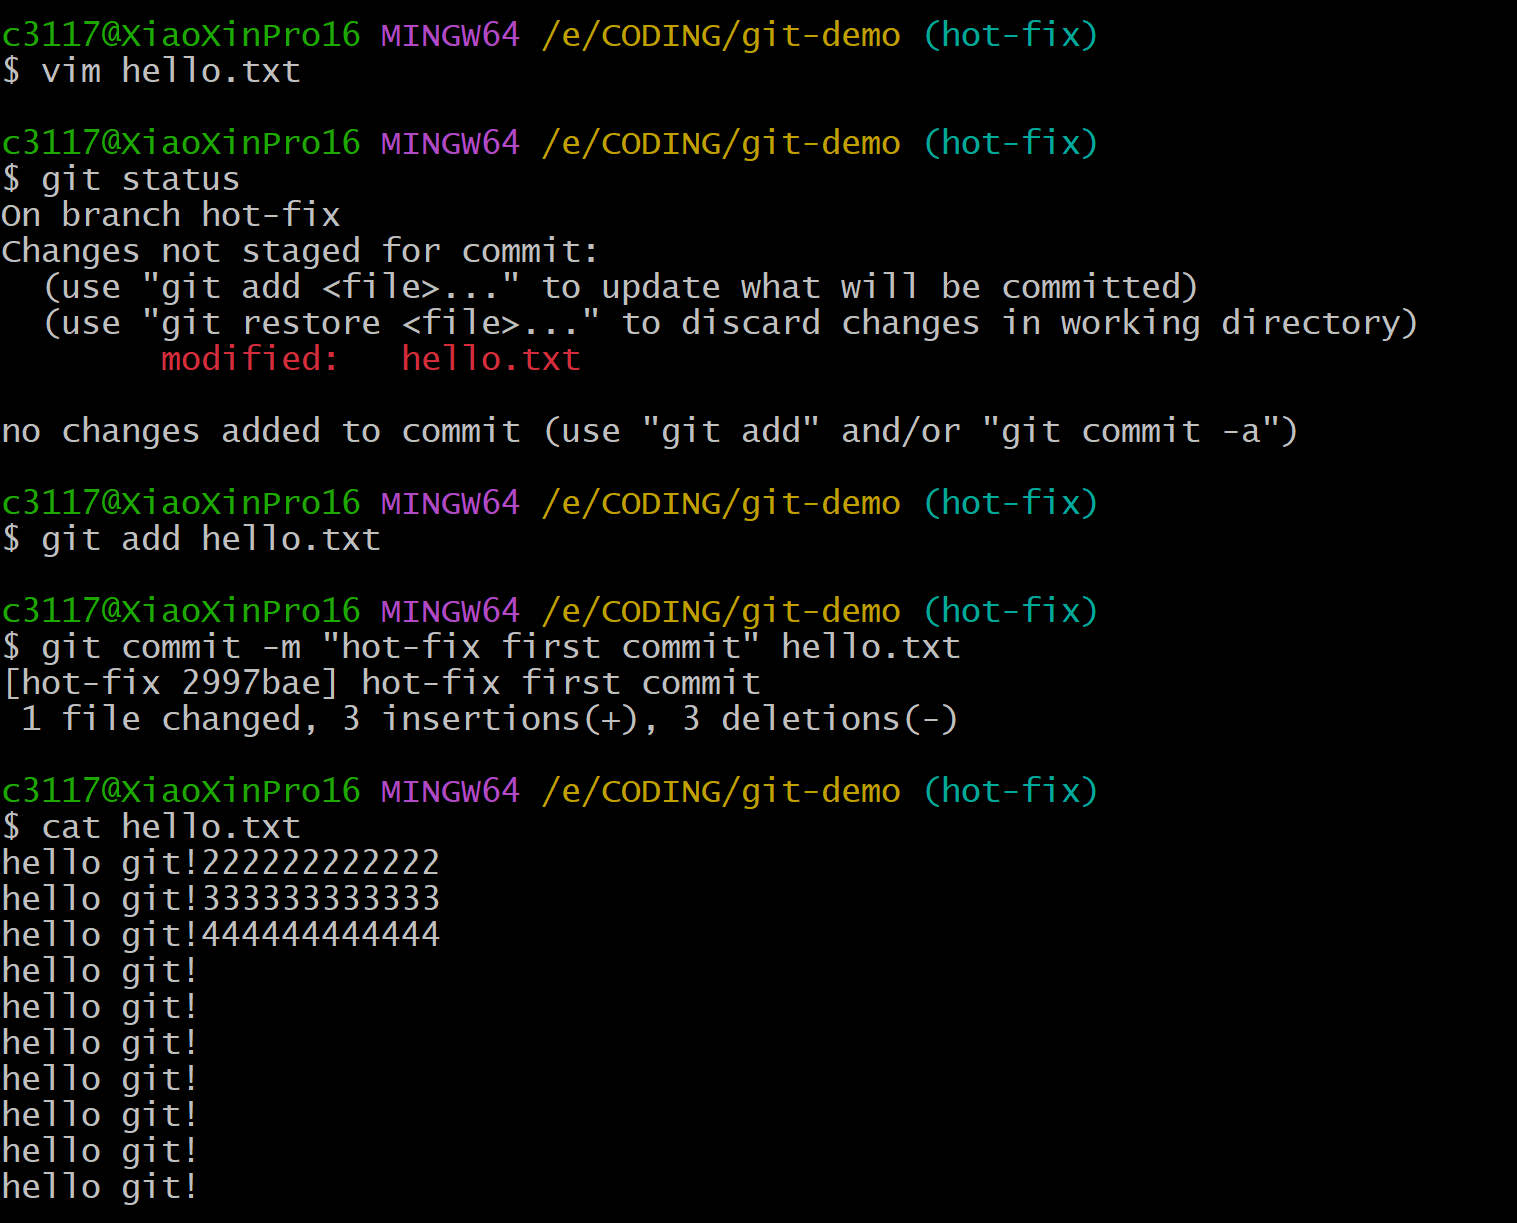 c3117@XiaoXinPro16 MINGW64 /e/CODING/git-demo (hot-fix)
$ vim hello.txt
c3117@XiaoXinPro16 MINGW64 /e/CODING/git-demo (hot-fix)
$ git status
On branch hot-fix
Changes not staged for commit:
  (use "git add <file>..." to update what will be committed)
  (use "git restore <file>..." to discard changes in working directory)
        modified:   hello.txt
no changes added to commit (use "git add" and/or "git commit -a")
c3117@XiaoXinPro16 MINGW64 /e/CODING/git-demo (hot-fix)
$ git add hello.txt
c3117@XiaoXinPro16 MINGW64 /e/CODING/git-demo (hot-fix)
$ git commit -m "hot-fix first commit" hello.txt
[hot-fix 2997bae] hot-fix first commit
 1 file changed, 3 insertions(+), 3 deletions(-)
c3117@XiaoXinPro16 MINGW64 /e/CODING/git-demo (hot-fix)
$ cat hello.txt
hello git!222222222222
hello git!333333333333
hello git!444444444444
hello git!
hello git!
hello git!
hello git!
hello git!
hello git!
hello git!